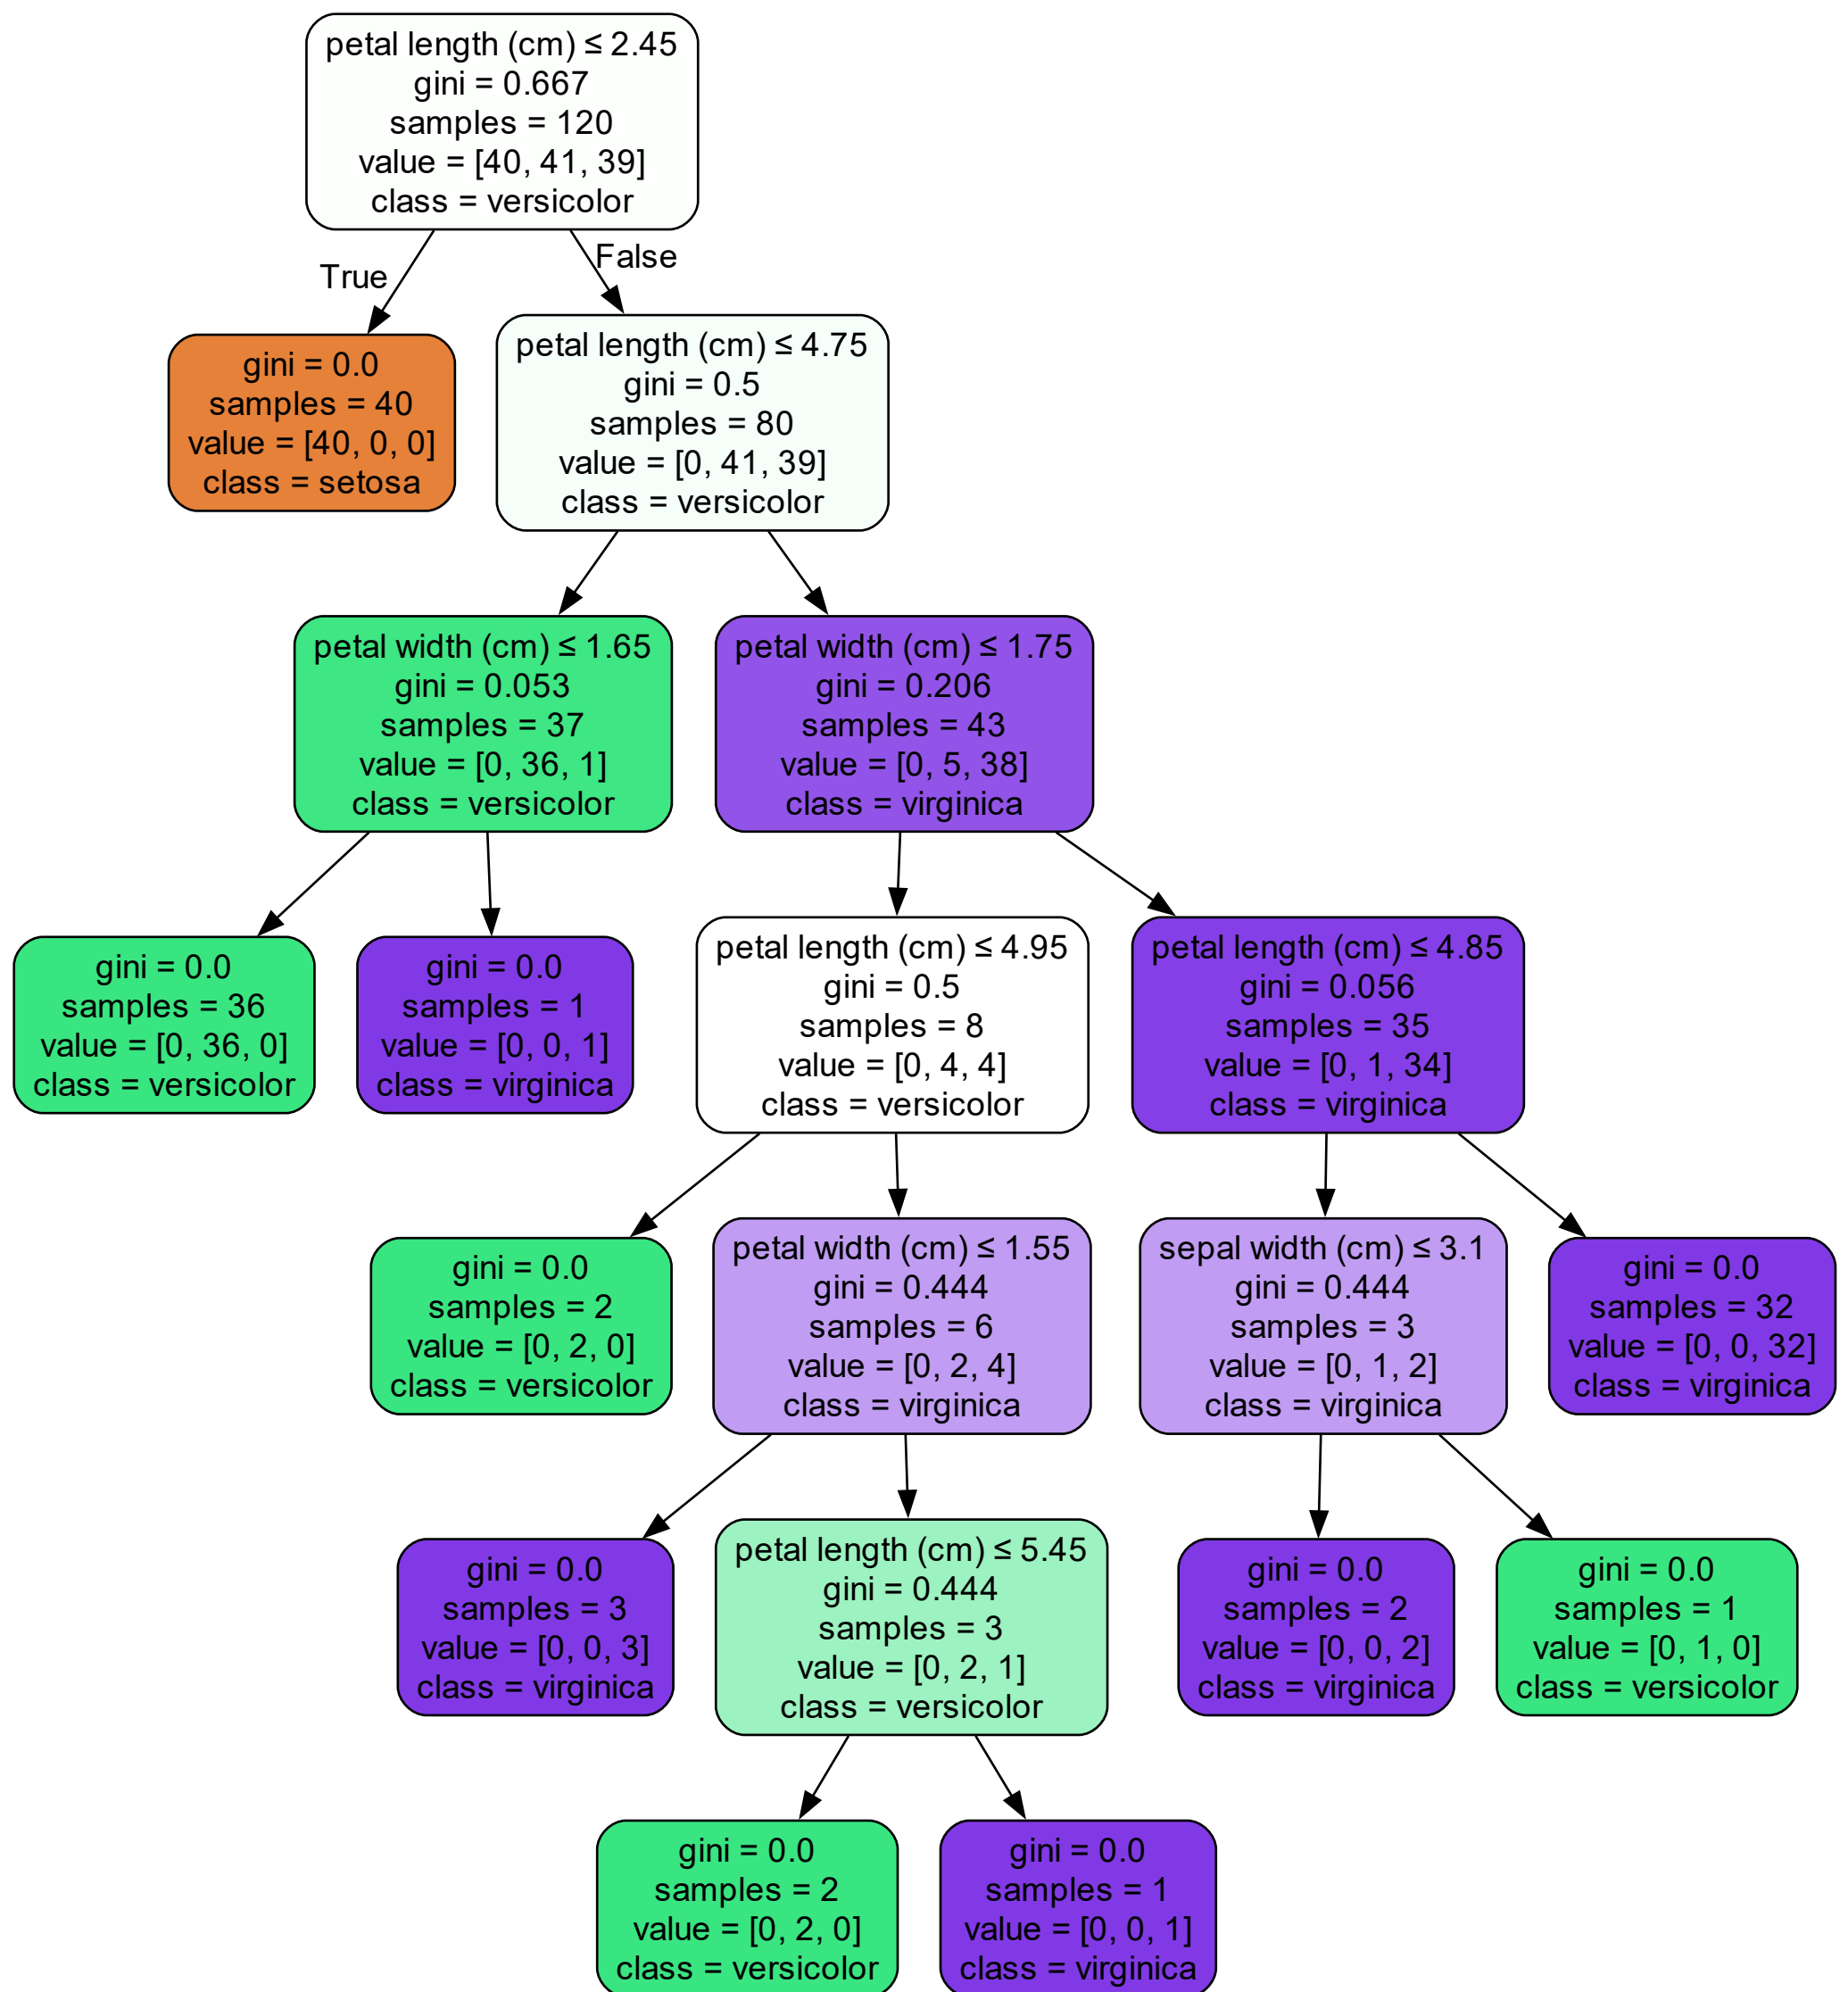 petal length (cm) ≤ 2.45
gini = 0.667
samples = 120
value = [40, 41, 39]
class = versicolor
True
False
gini = 0.0
samples = 40
value = [40, 0, 0]
class = setosa
petal length (cm) ≤ 4.75
gini = 0.5
samples = 80
value = [0, 41, 39]
class = versicolor
petal width (cm) ≤ 1.65
gini = 0.053
samples = 37
value = [0, 36, 1]
class = versicolor
petal width (cm) ≤ 1.75
gini = 0.206
samples = 43
value = [0, 5, 38]
class = virginica
gini = 0.0
samples = 36
value = [0, 36, 0]
class = versicolor
gini = 0.0
samples = 1
value = [0, 0, 1]
class = virginica
petal length (cm) ≤ 4.95
gini = 0.5
samples = 8
value = [0, 4, 4]
class = versicolor
petal length (cm) ≤ 4.85
gini = 0.056
samples = 35
value = [0, 1, 34]
class = virginica
gini = 0.0
samples = 2
value = [0, 2, 0]
class = versicolor
petal width (cm) ≤ 1.55
gini = 0.444
samples = 6
value = [0, 2, 4]
class = virginica
sepal width (cm) ≤ 3.1
gini = 0.444
samples = 3
value = [0, 1, 2]
class = virginica
gini = 0.0
samples = 32
value = [0, 0, 32]
class = virginica
gini = 0.0
samples = 3
value = [0, 0, 3]
class = virginica
petal length (cm) ≤ 5.45
gini = 0.444
samples = 3
value = [0, 2, 1]
class = versicolor
gini = 0.0
samples = 2
value = [0, 0, 2]
class = virginica
gini = 0.0
samples = 1
value = [0, 1, 0]
class = versicolor
gini = 0.0
samples = 2
value = [0, 2, 0]
class = versicolor
gini = 0.0
samples = 1
value = [0, 0, 1]
class = virginica